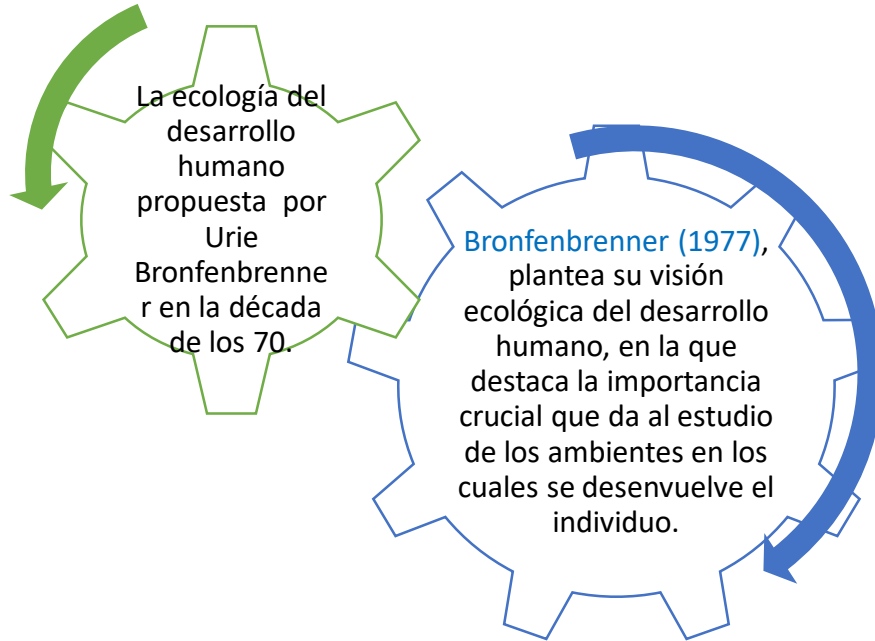 La ecología del
desarrollo
humano
propuesta  por
Urie
Bronfenbrenne
r en la década
de los 70.
Bronfenbrenner (1977),
plantea su visión
ecológica del desarrollo
humano, en la que
destaca la importancia
crucial que da al estudio
de los ambientes en los
cuales se desenvuelve el
individuo.